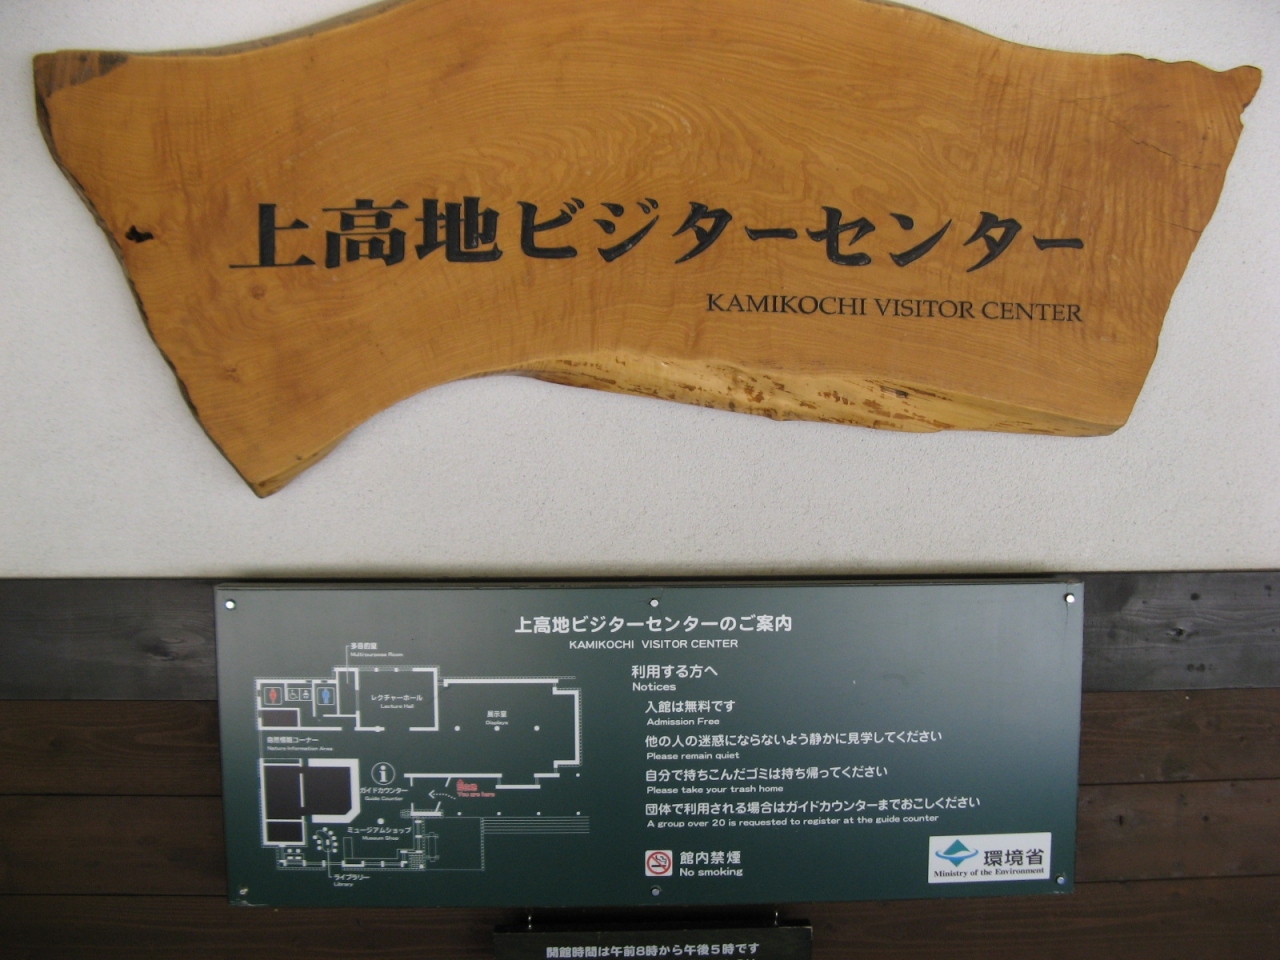 上高地ビジターセンター
KAMIKOCHI VISITOR CENTER
上高地ビジターセンターのご案内
KAMIKOCHI VISITOR CENTER
多目的室
Multipurpose Room
レクチャーホール
Lecture Hall
展示室
Displays
自然情報コーナー
Nature Information Area
ガイドカウンター
Guide Counter
You are here
ミュージアムショップ
Museum Shop
ライブラリー
Library
利用する方へ
Notices
入館は無料です
Admission Free
他の人の迷惑にならないよう静かに見学してください
Please remain quiet
自分で持ちこんだゴミは持ち帰ってください
Please take your trash home
団体で利用される場合はガイドカウンターまでおこしください
A group over 20 is requested to register at the guide counter
館内禁煙
No smoking
環境省
Ministry of the Environment
開館時間は午前8時から午後5時です